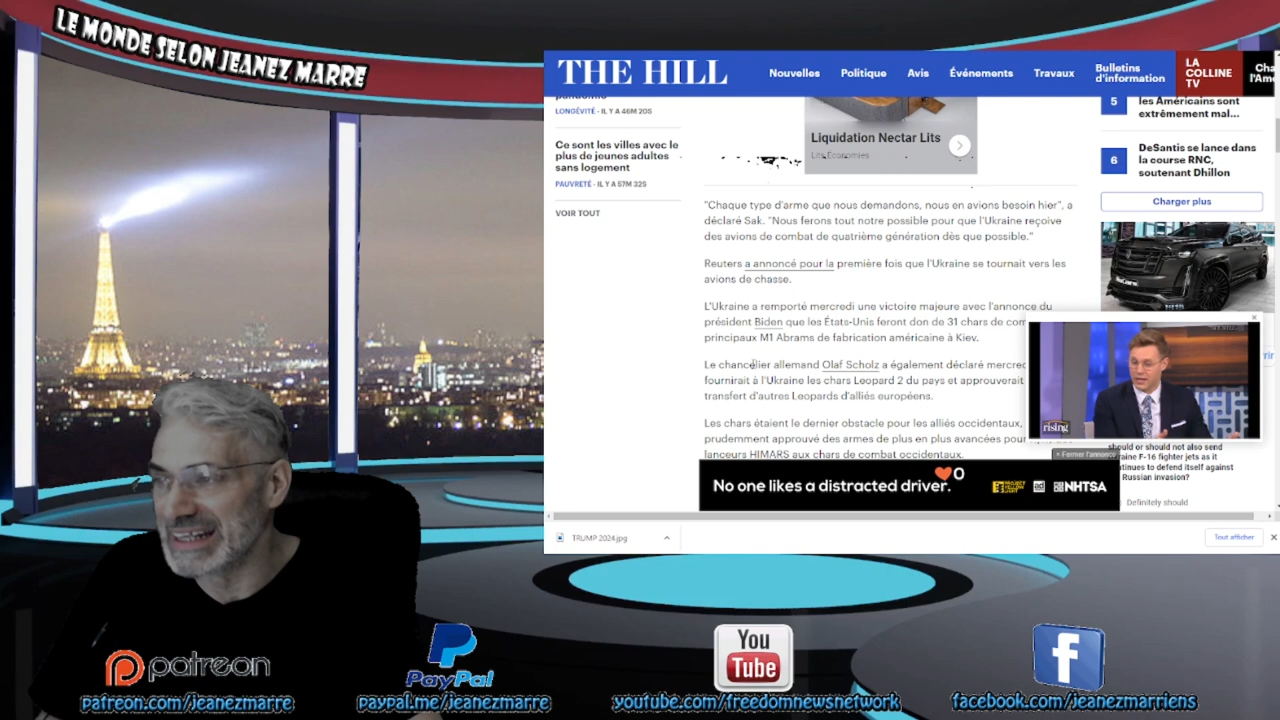 LE MONDE SELON JEANEZ MARRE
THE HILL
Nouvelles
Politique
Avis
Événements
Travaux
Bulletins
d'information
LA
COLLINE
TV
LONGÉVITÉ - IL Y A 46M 20S
Ce sont les villes avec le
plus de jeunes adultes
sans logement
PAUVRETÉ - IL Y A 57M 32S
VOIR TOUT
Liquidation Nectar Lits
5
les Américains sont
extrêmement mal...
6
DeSantis se lance dans
la course RNC,
soutenant Dhillon
Charger plus
"Chaque type d'arme que nous demandons, nous en avions besoin hier", a
déclaré Sak. "Nous ferons tout notre possible pour que l'Ukraine reçoive
des avions de combat de quatrième génération dès que possible."
Reuters a annoncé pour la première fois que l'Ukraine se tournait vers les
avions de chasse.
L'Ukraine a remporté mercredi une victoire majeure avec l'annonce du
président Biden que les États-Unis feront don de 31 chars de com
principaux M1 Abrams de fabrication américaine à Kiev.
Le chancelier allemand Olaf Scholz a également déclaré mercred
fournirait à l'Ukraine les chars Leopard 2 du pays et approuverait
transfert d'autres Leopards d'alliés européens.
Les chars étaient le dernier obstacle pour les alliés occidentaux,
prudemment approuvé des armes de plus en plus avancées pour
lanceurs HIMARS aux chars de combat occidentaux.
rising
should or should not also send
raine F-16 fighter jets as it
ntinues to defend itself against
Russian invasion?
Definitely should
× Fermer l'annonce
No one likes a distracted driver.
0
PROJECT
YELLOW
LIGHT
ad
NHTSA
TRUMP 2024.jpg
Tout afficher
patreon
patreon.com/jeanezmarre
PayPal
paypal.me/jeanezmarre
You
Tube
youtube.com/freedomnewsnetwork
f
facebook.com/jeanezmarriens